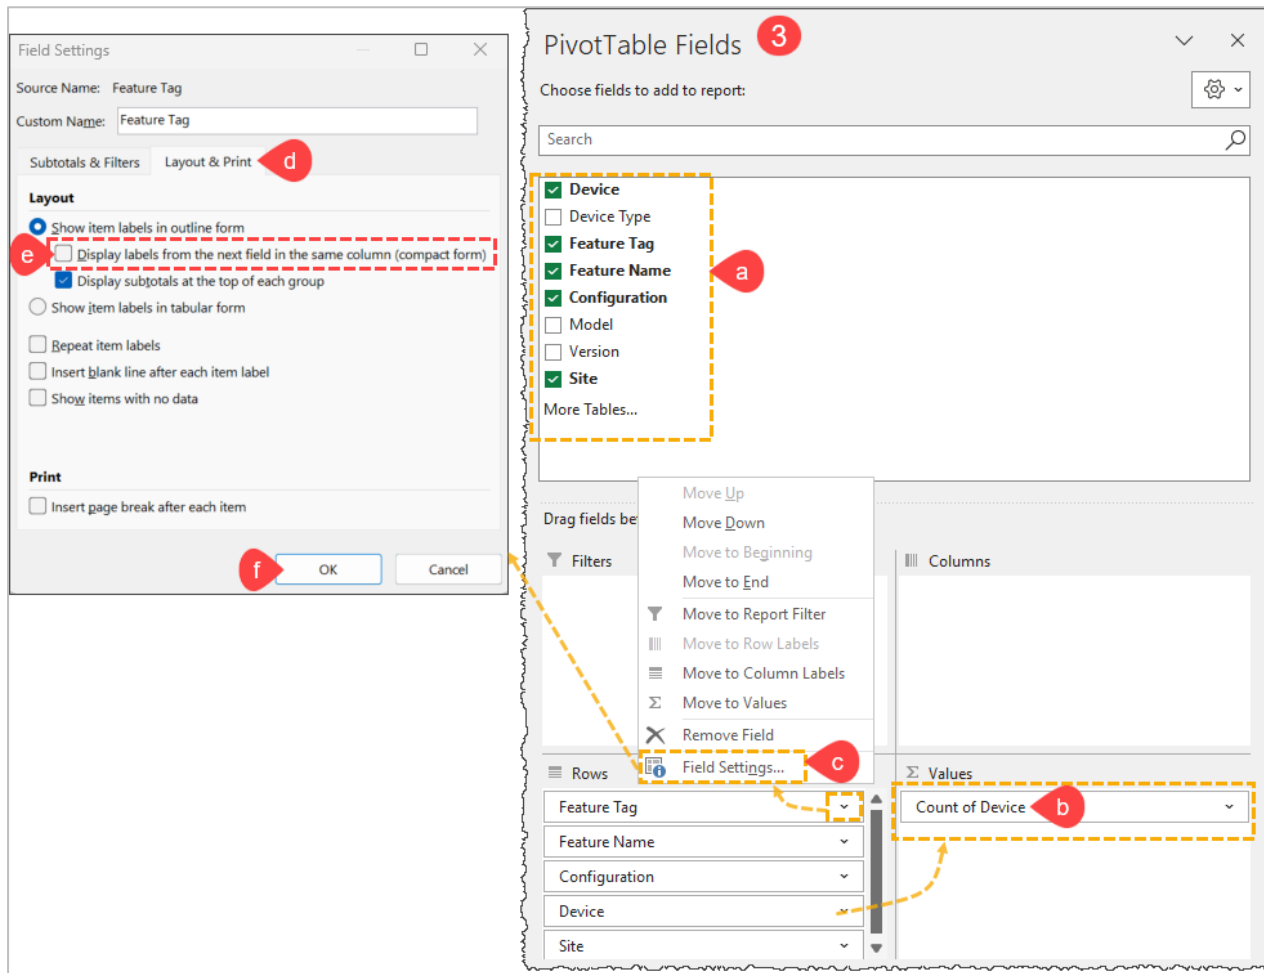 Field Settings
Source Name: Feature Tag
Custom Name: Feature Tag
Subtotals & Filters
Layout & Print
d
Layout
Show item labels in outline form
e
Display labels from the next field in the same column (compact form)
Display subtotals at the top of each group
Show item labels in tabular form
Repeat item labels
Insert blank line after each item label
Show items with no data
Print
Insert page break after each item
f
OK
Cancel
PivotTable Fields
3
Choose fields to add to report:
Search
Device
Device Type
Feature Tag
Feature Name
a
Configuration
Model
Version
Site
More Tables...
Drag fields be
Move Up
Move Down
Move to Beginning
Move to End
Move to Report Filter
Move to Row Labels
Move to Column Labels
Move to Values
Remove Field
Field Settings...
c
Filters
Columns
Rows
Σ Values
Feature Tag
Feature Name
Configuration
Device
Site
Count of Device
b